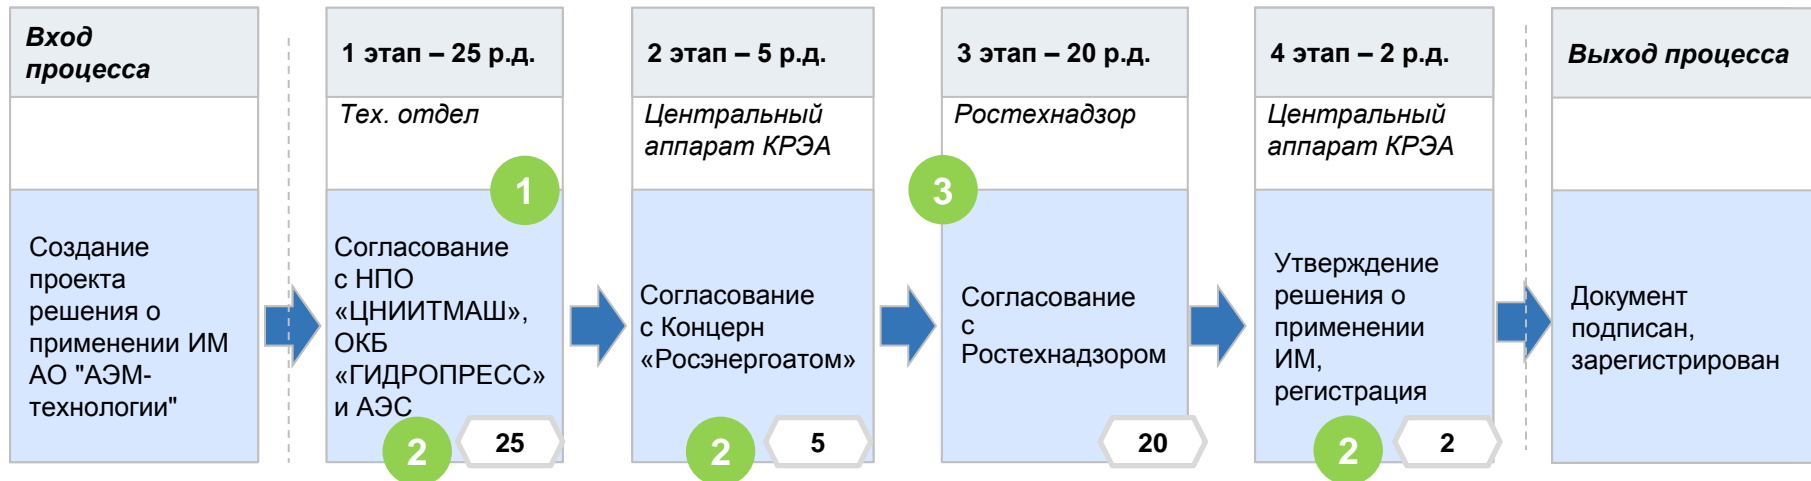 Вход
процесса
1 этап – 25 р.д.
2 этап – 5 р.д.
3 этап – 20 р.д.
4 этап – 2 р.д.
Выход процесса
Тех. отдел
Центральный
аппарат КРЭА
Ростехнадзор
Центральный
аппарат КРЭА
1
3
Создание
проекта
решения о
применении ИМ
АО "АЭМ-
технологии"
Согласование
с НПО
«ЦНИИТМАШ»,
ОКБ
«ГИДРОПРЕСС»
и АЭС
Согласование
с Концерн
«Росэнергоатом»
Согласование
с
Ростехнадзором
Утверждение
решения о
применении
ИМ,
регистрация
Документ
подписан,
зарегистрирован
2
25
2
5
20
2
2